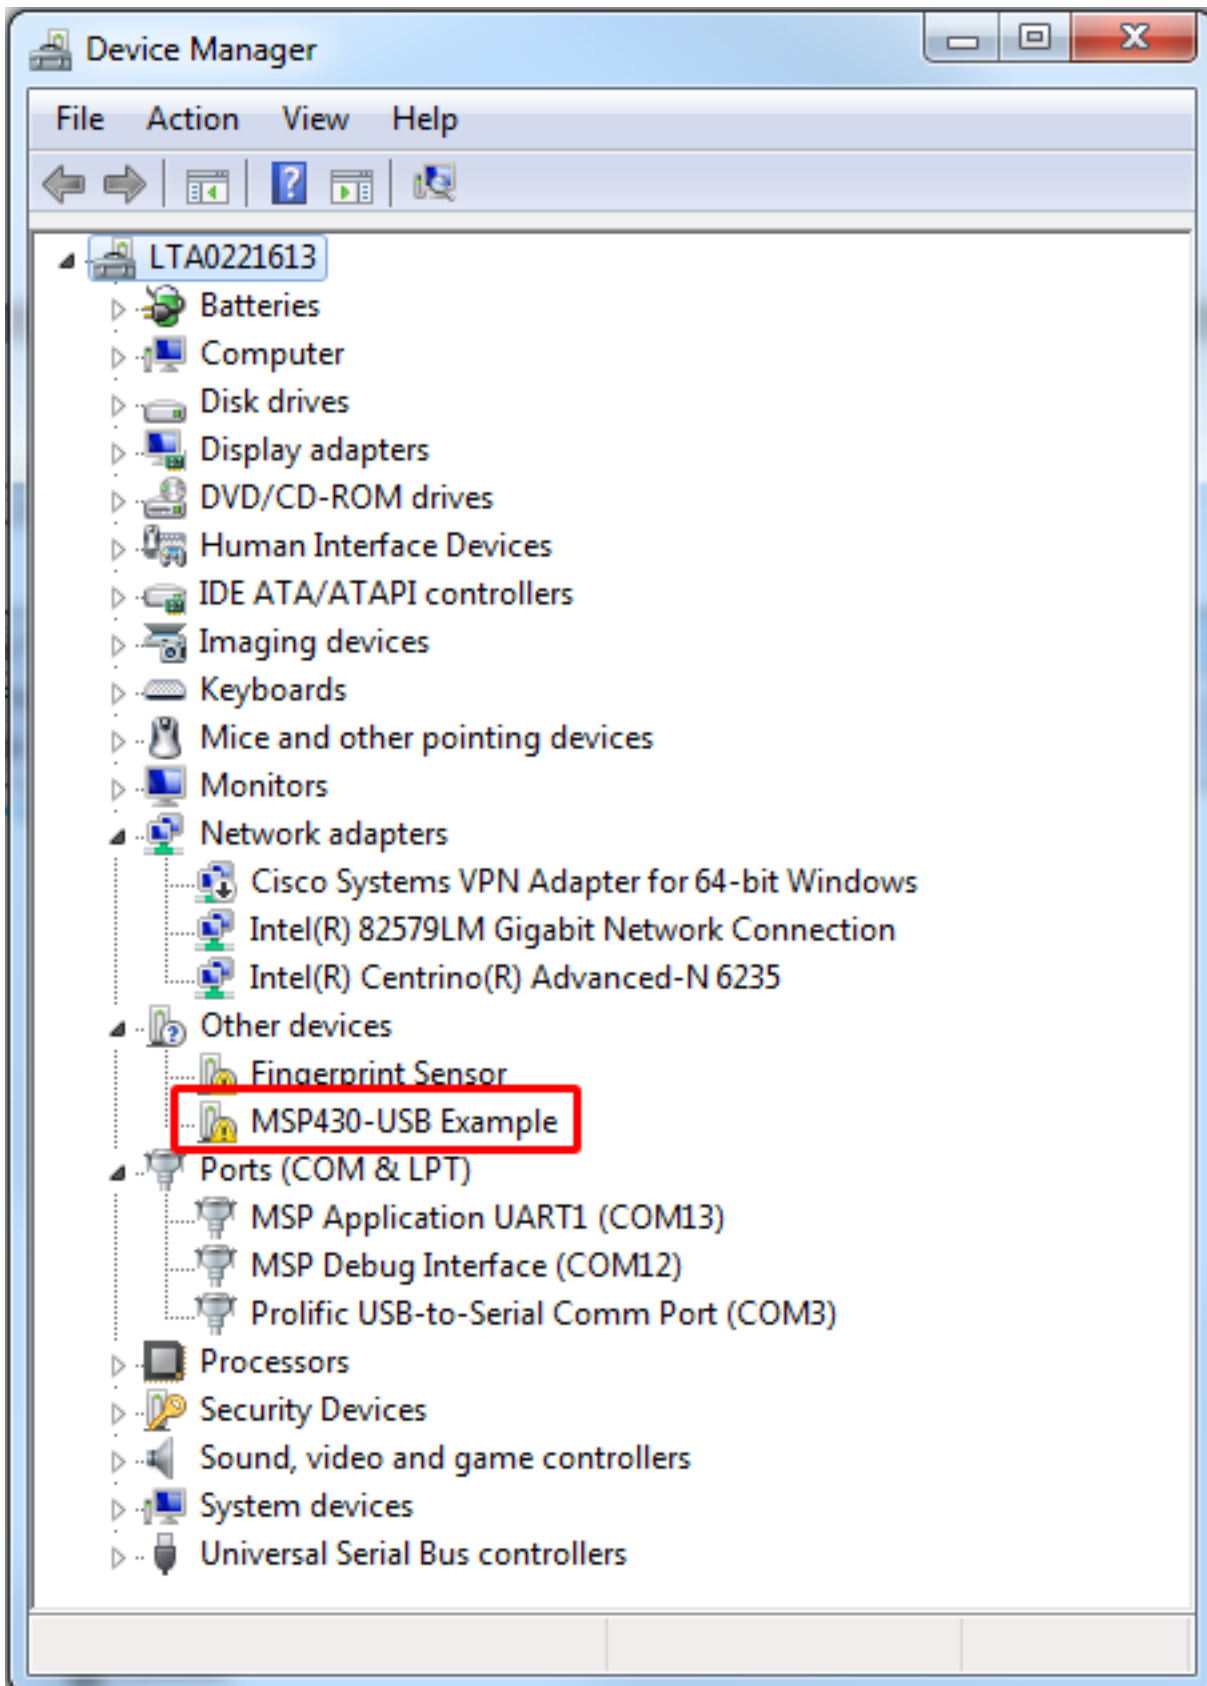 Device Manager
File Action View Help
LTA0221613
Batteries
Computer
Disk drives
Display adapters
DVD/CD-ROM drives
Human Interface Devices
IDE ATA/ATAPI controllers
Imaging devices
Keyboards
Mice and other pointing devices
Monitors
Network adapters
Cisco Systems VPN Adapter for 64-bit Windows
Intel(R) 82579LM Gigabit Network Connection
Intel(R) Centrino(R) Advanced-N 6235
Other devices
Fingerprint Sensor
MSP430-USB Example
Ports (COM & LPT)
MSP Application UART1 (COM13)
MSP Debug Interface (COM12)
Prolific USB-to-Serial Comm Port (COM3)
Processors
Security Devices
Sound, video and game controllers
System devices
Universal Serial Bus controllers